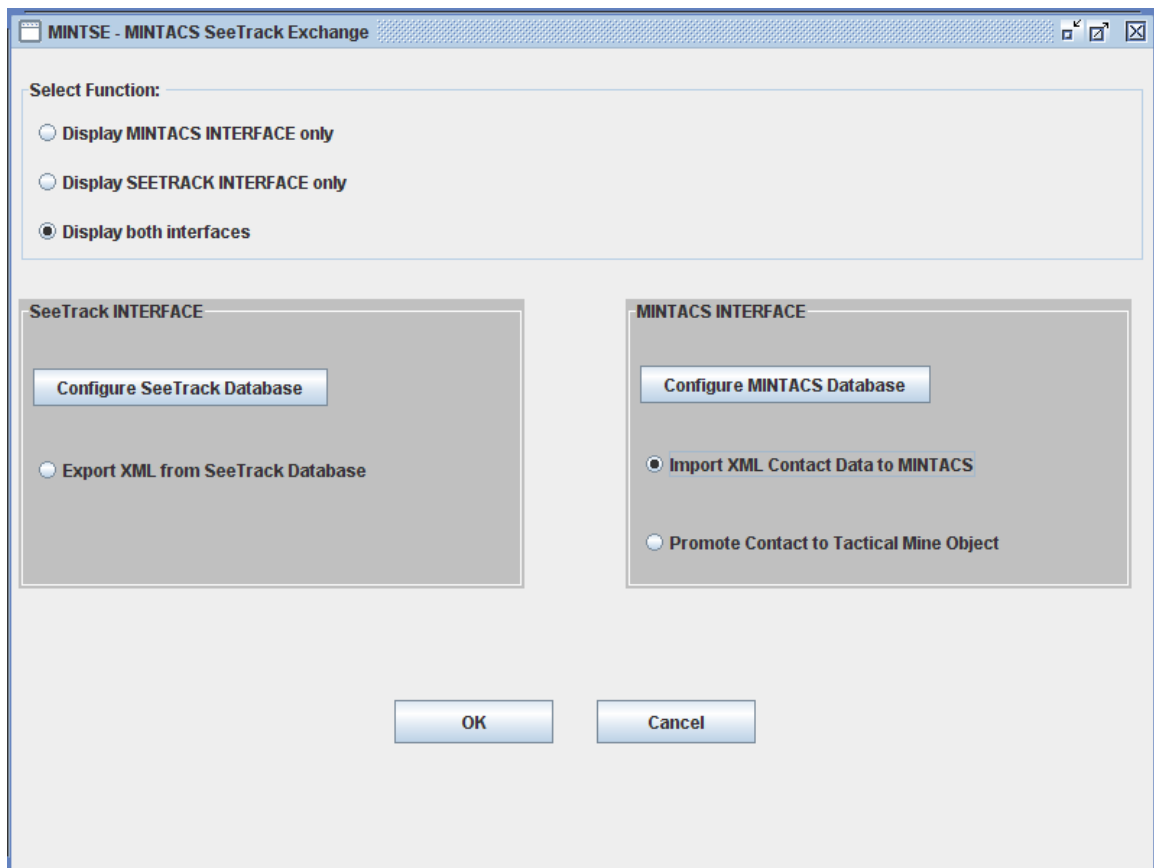 MINTSE - MINTACS SeeTrack Exchange
Select Function:
Display MINTACS INTERFACE only
Display SEETRACK INTERFACE only
Display both interfaces
SeeTrack INTERFACE
Configure SeeTrack Database
Export XML from SeeTrack Database
MINTACS INTERFACE
Configure MINTACS Database
Import XML Contact Data to MINTACS
Promote Contact to Tactical Mine Object
OK
Cancel